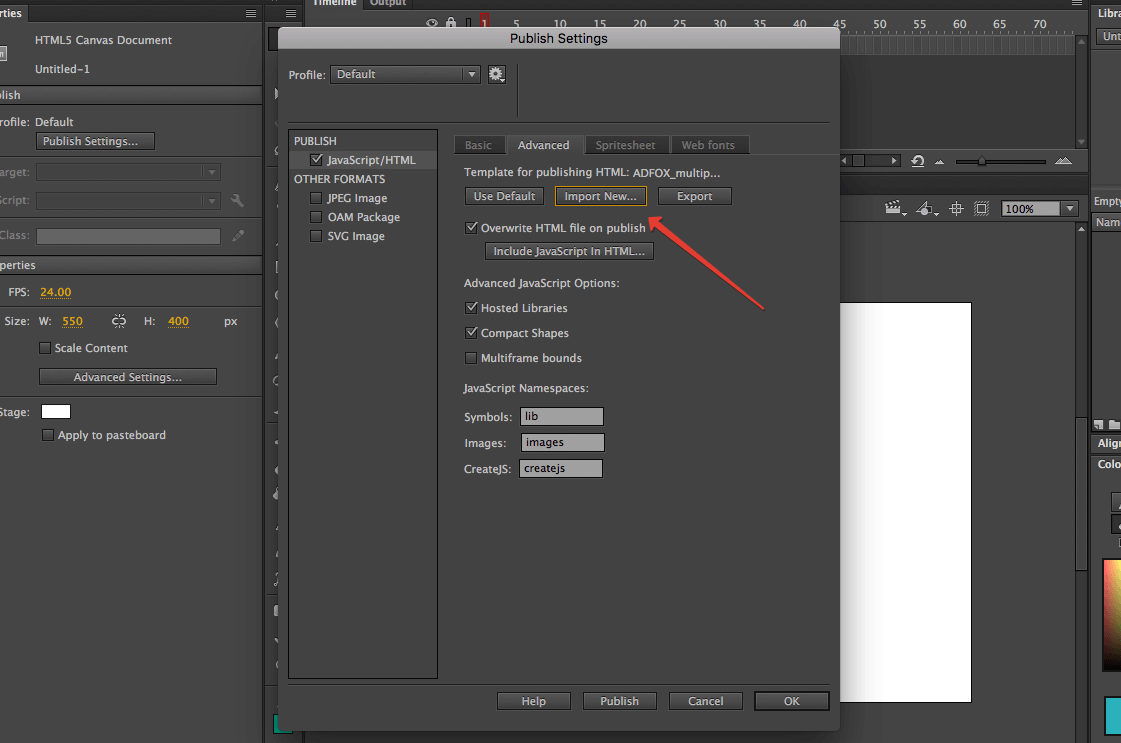 rties
HTML5 Canvas Document
Untitled-1
blish
rofile: Default
Publish Settings...
arget:
Script:
Class:
perties
FPS: 24.00
Size: W: 550 H: 400 px
Scale Content
Advanced Settings...
Stage:
Apply to pasteboard
Timeline Output
1 5 10 15 20 25 30 35 40 45 50 55 60 65 70
Publish Settings
Profile: Default
PUBLISH
JavaScript/HTML
OTHER FORMATS
JPEG Image
OAM Package
SVG Image
Basic Advanced Spritesheet Web fonts
Template for publishing HTML: ADFOX_multip...
Use Default Import New... Export
Overwrite HTML file on publish
Include JavaScript In HTML...
Advanced JavaScript Options:
Hosted Libraries
Compact Shapes
Multiframe bounds
JavaScript Namespaces:
Symbols: lib
Images: images
CreateJS: createjs
Help Publish Cancel OK
100%
Libra
Unt
Empty
Nam
Align
Colo